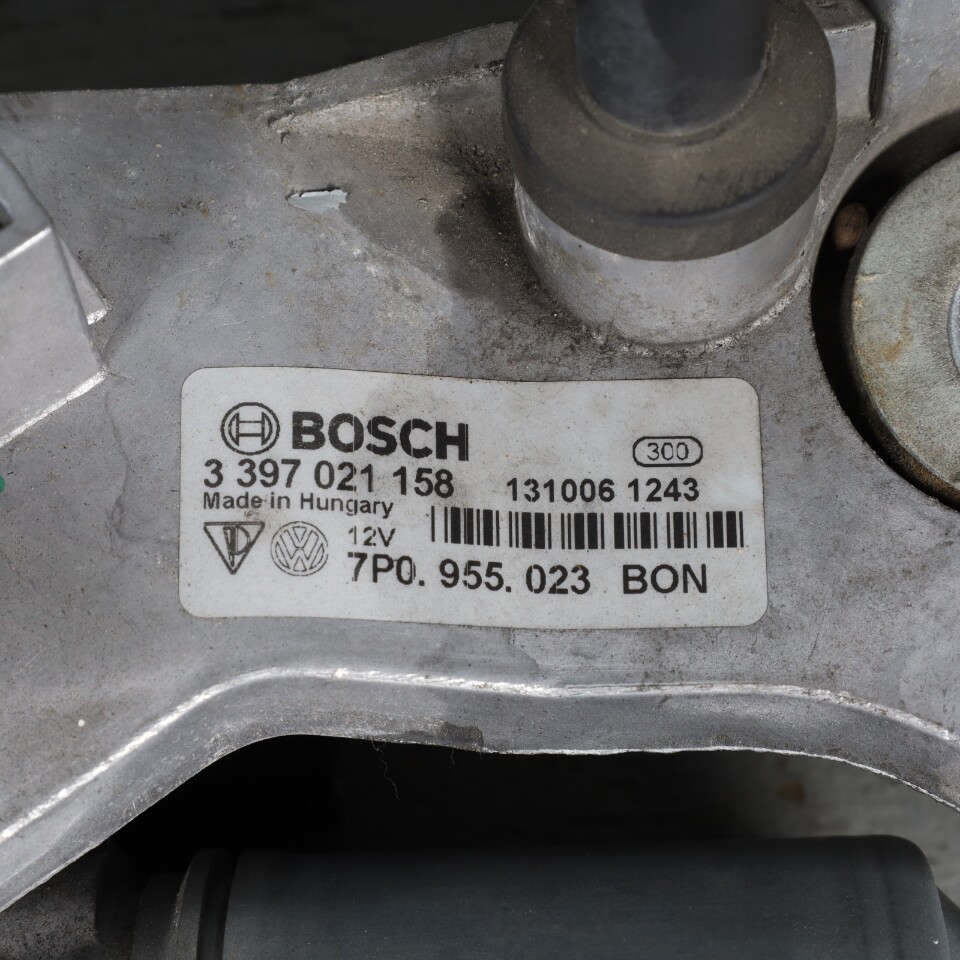 BOSCH
300
3 397 021 158 131006 1243
Made in Hungary
12V
7P0. 955. 023 BON